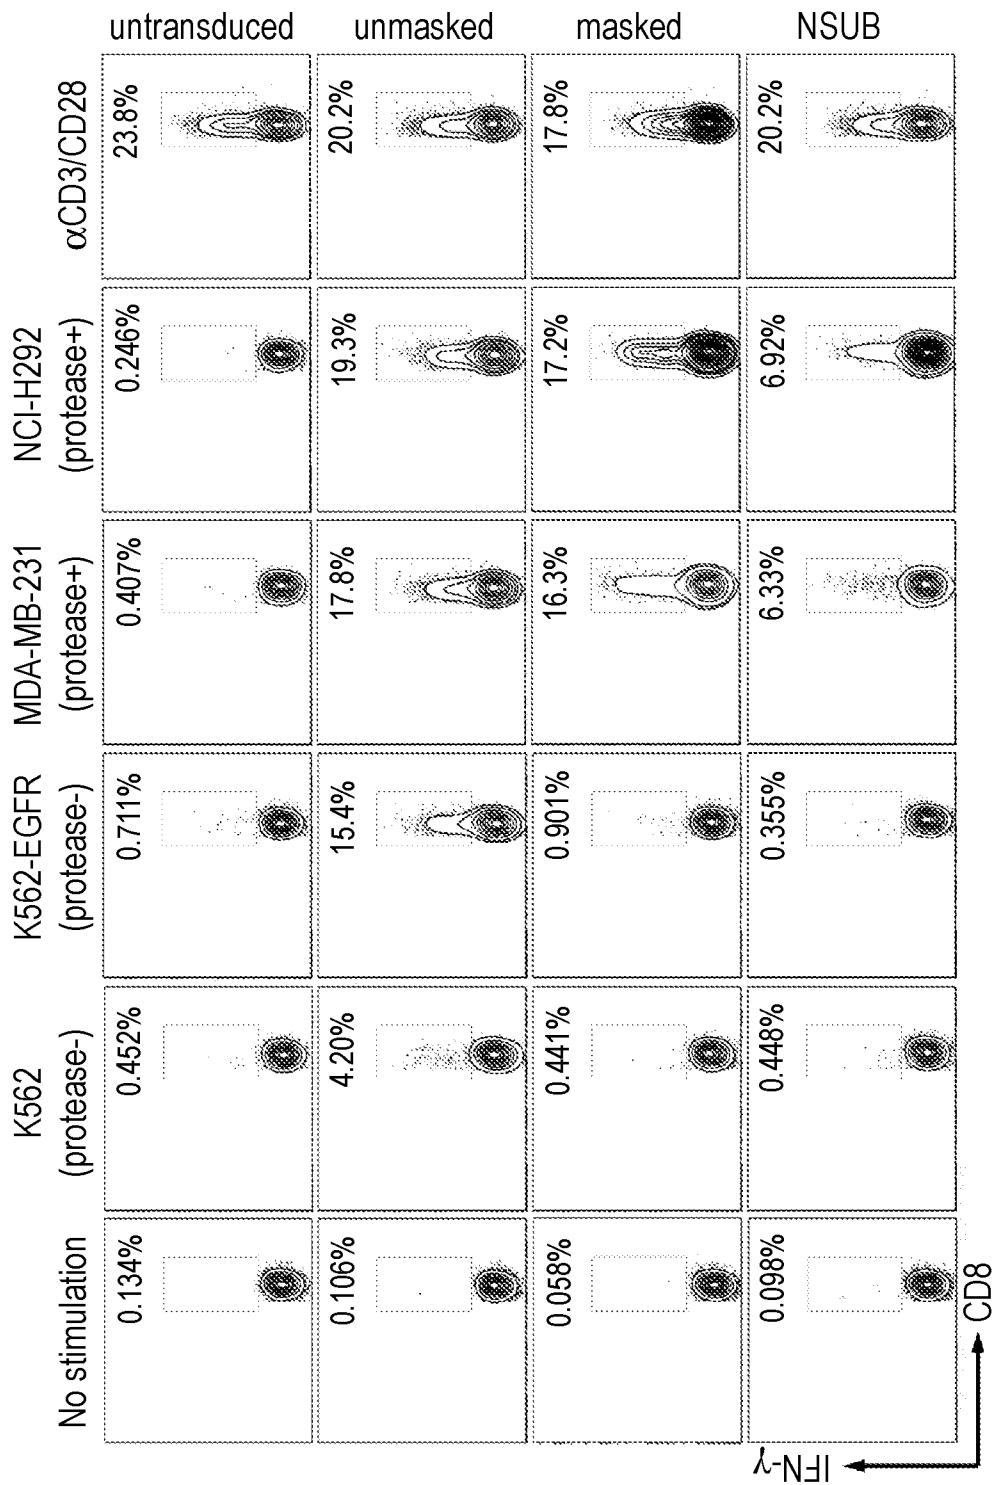 No stimulation
K562
(protease-)
K562-EGFR
(protease-)
MDA-MB-231
(protease+)
NCI-H292
(protease+)
αCD3/CD28
0.134%
0.452%
0.711%
0.407%
0.246%
23.8%
untransduced
0.106%
4.20%
15.4%
17.8%
19.3%
20.2%
unmasked
0.058%
0.441%
0.901%
16.3%
17.2%
17.8%
masked
0.098%
0.448%
0.355%
6.33%
6.92%
20.2%
NSUB
IFN-γ
CD8